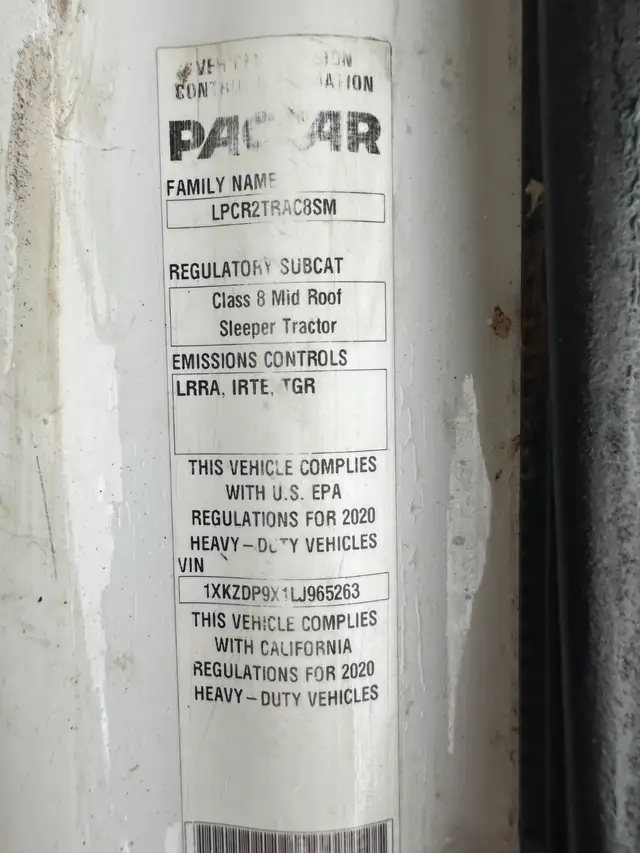 PACCAR
FAMILY NAME
LPCR2TRAC8SM
REGULATORY SUBCAT
Class 8 Mid Roof
Sleeper Tractor
EMISSIONS CONTROLS
LRRA, IRTE, TGR
THIS VEHICLE COMPLIES
WITH U.S. EPA
REGULATIONS FOR 2020
HEAVY-DUTY VEHICLES
VIN
1XKZDP9X1LJ965263
THIS VEHICLE COMPLIES
WITH CALIFORNIA
REGULATIONS FOR 2020
HEAVY-DUTY VEHICLES